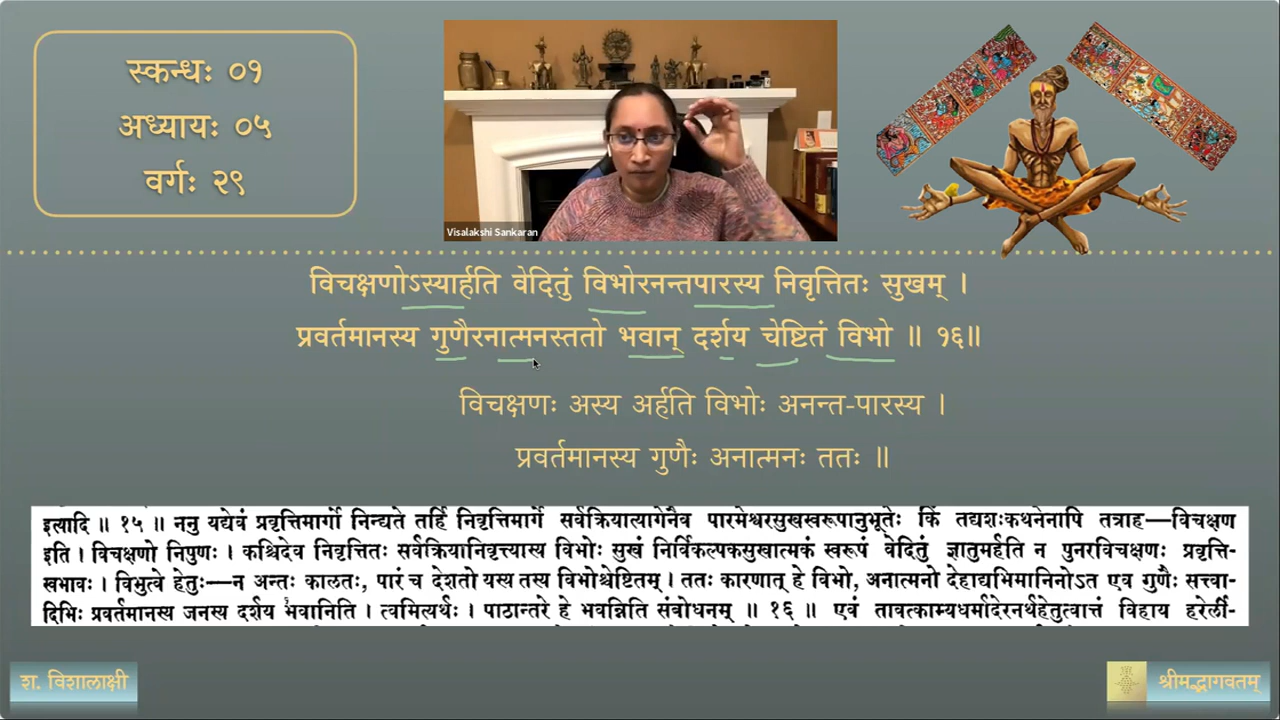 स्कन्धः ०१
अध्यायः ०५
वर्गः २९
Visalakshi Sankaran
विचक्षणोऽस्यार्हति वेदितुं विभोरनन्तपारस्य निवृत्तितः सुखम् ।
प्रवर्तमानस्य गुणैरनात्मनस्ततो भवान् दर्शय चेष्टितं विभो ॥ १६॥
विचक्षणः अस्य अर्हति विभोः अनन्त-पारस्य ।
प्रवर्तमानस्य गुणैः अनात्मनः ततः ॥
इत्यादि ॥ १५ ॥ ननु यद्येवं प्रवृत्तिमार्गो निन्द्यते तर्हि निवृत्तिमार्गे सर्वक्रियात्यागेनैव पारमेश्वरसुखस्वरूपानुभूतेः किं तद्यशःकथनेनापि तत्राह—विचक्षण
इति । विचक्षणो निपुणः । कश्चिदेव निवृत्तितः सर्वक्रियानिवृत्त्यास्य विभोः सुखं निर्विकल्पकसुखात्मकं स्वरूपं वेदितुं ज्ञातुमर्हति न पुनरविचक्षणः प्रवृत्ति-
स्वभावः । विभुत्वे हेतुः—न अन्तः कालतः, पारं च देशतो यस्य तस्य विभोश्चेष्टितम् । ततः कारणात् हे विभो, अनात्मनो देहाद्यभिमानिनोऽत एव गुणैः सत्त्वा-
दिभिः प्रवर्तमानस्य जनस्य दर्शय भवानिति । त्वमित्यर्थः । पाठान्तरे हे भवन्निति संबोधनम् ॥ १६ ॥ एवं तावत्काम्यधर्मादेरनर्थहेतुत्वात्तं विहाय हरेर्ली-
श. विशालाक्षी
श्रीमद्भागवतम्